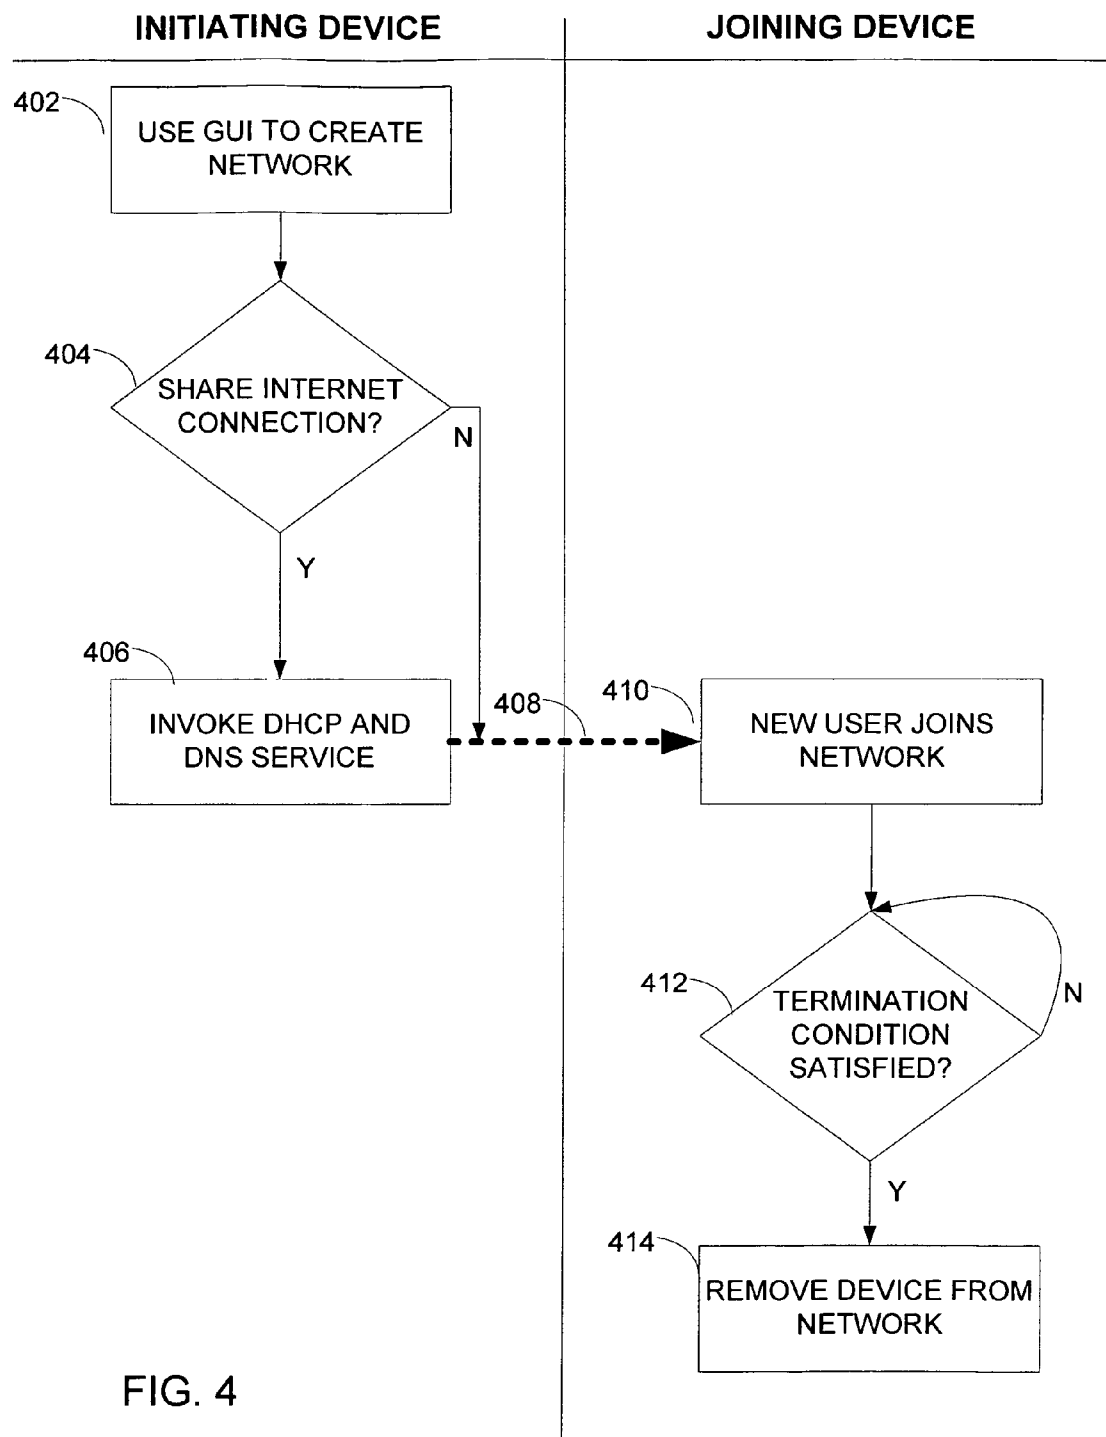 INITIATING DEVICE
JOINING DEVICE
402
USE GUI TO CREATE
NETWORK
404
SHARE INTERNET
CONNECTION?
N
Y
406
INVOKE DHCP AND
DNS SERVICE
408
410
NEW USER JOINS
NETWORK
412
TERMINATION
CONDITION
SATISFIED?
N
Y
414
REMOVE DEVICE FROM
NETWORK
FIG. 4